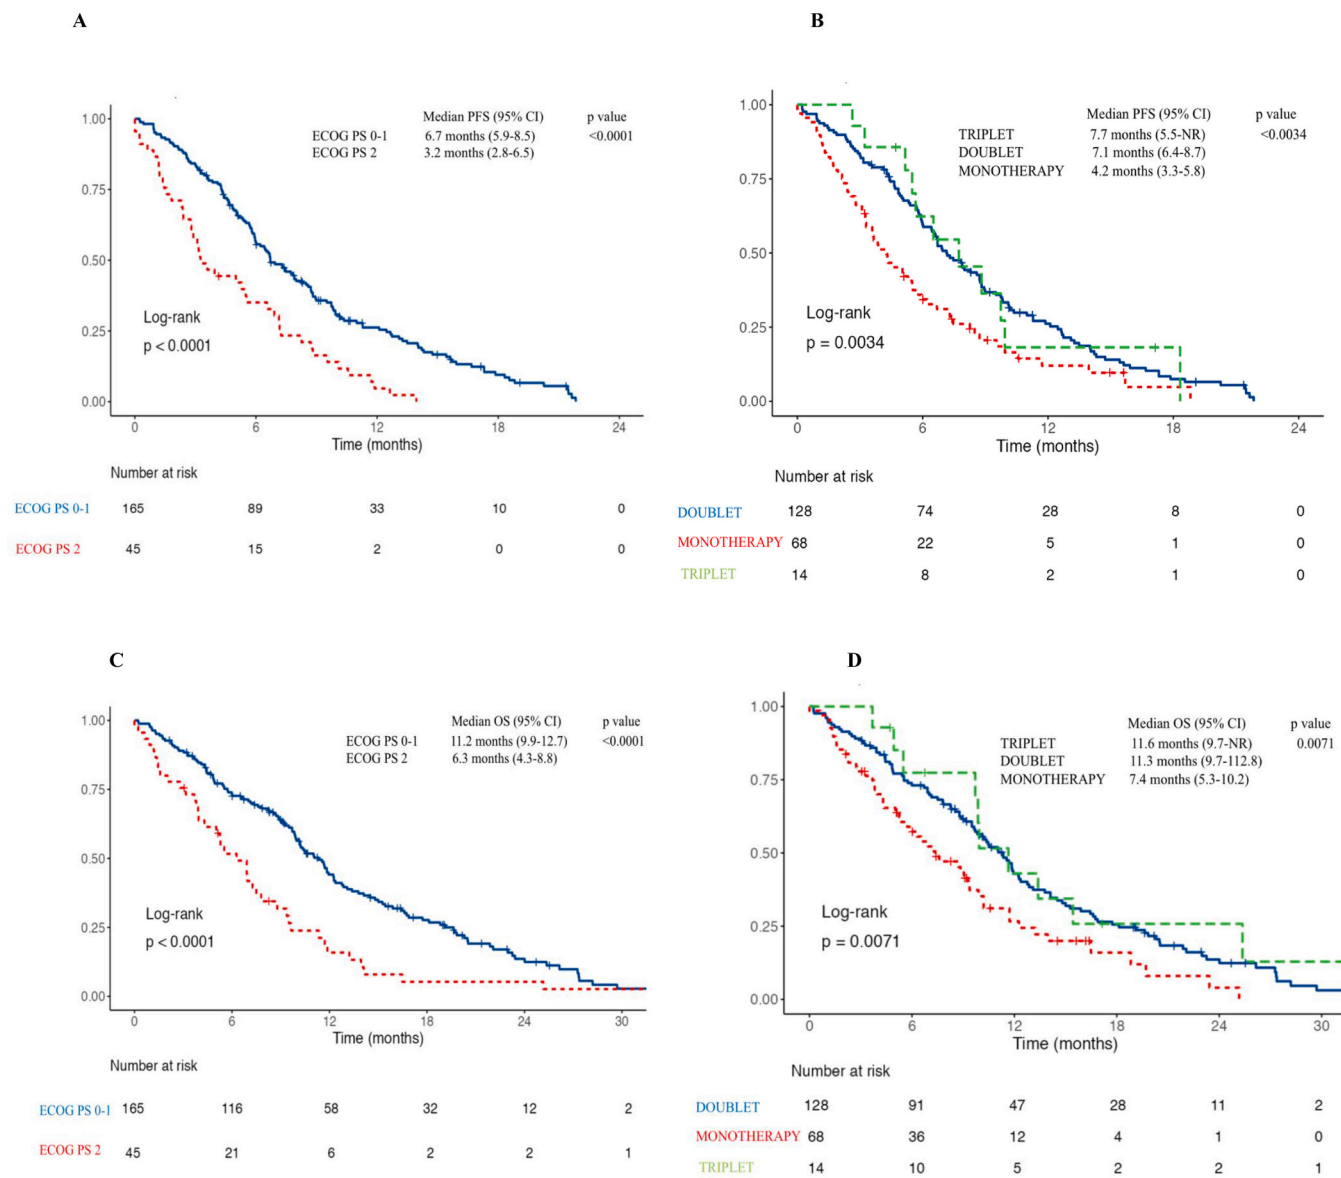 A
Median PFS (95% CI) p value
ECOG PS 0-1 6.7 months (5.9-8.5) <0.0001
ECOG PS 2 3.2 months (2.8-6.5)
1.00
0.75
0.50
0.25
0.00
Log-rank
p < 0.0001
0 6 12 18 24
Time (months)
Number at risk
ECOG PS 0-1 165 89 33 10 0
ECOG PS 2 45 15 2 0 0
B
Median PFS (95% CI) p value
TRIPLET 7.7 months (5.5-NR) <0.0034
DOUBLET 7.1 months (6.4-8.7)
MONOTHERAPY 4.2 months (3.3-5.8)
1.00
0.75
0.50
0.25
0.00
Log-rank
p = 0.0034
0 6 12 18 24
Time (months)
Number at risk
DOUBLET 128 74 28 8 0
MONOTHERAPY 68 22 5 1 0
TRIPLET 14 8 2 1 0
C
Median OS (95% CI) p value
ECOG PS 0-1 11.2 months (9.9-12.7) <0.0001
ECOG PS 2 6.3 months (4.3-8.8)
1.00
0.75
0.50
0.25
0.00
Log-rank
p < 0.0001
0 6 12 18 24 30
Time (months)
Number at risk
ECOG PS 0-1 165 116 58 32 12 2
ECOG PS 2 45 21 6 2 2 1
D
Median OS (95% CI) p value
TRIPLET 11.6 months (9.7-NR) 0.0071
DOUBLET 11.3 months (9.7-112.8)
MONOTHERAPY 7.4 months (5.3-10.2)
1.00
0.75
0.50
0.25
0.00
Log-rank
p = 0.0071
0 6 12 18 24 30
Time (months)
Number at risk
DOUBLET 128 91 47 28 11 2
MONOTHERAPY 68 36 12 4 1 0
TRIPLET 14 10 5 2 2 1